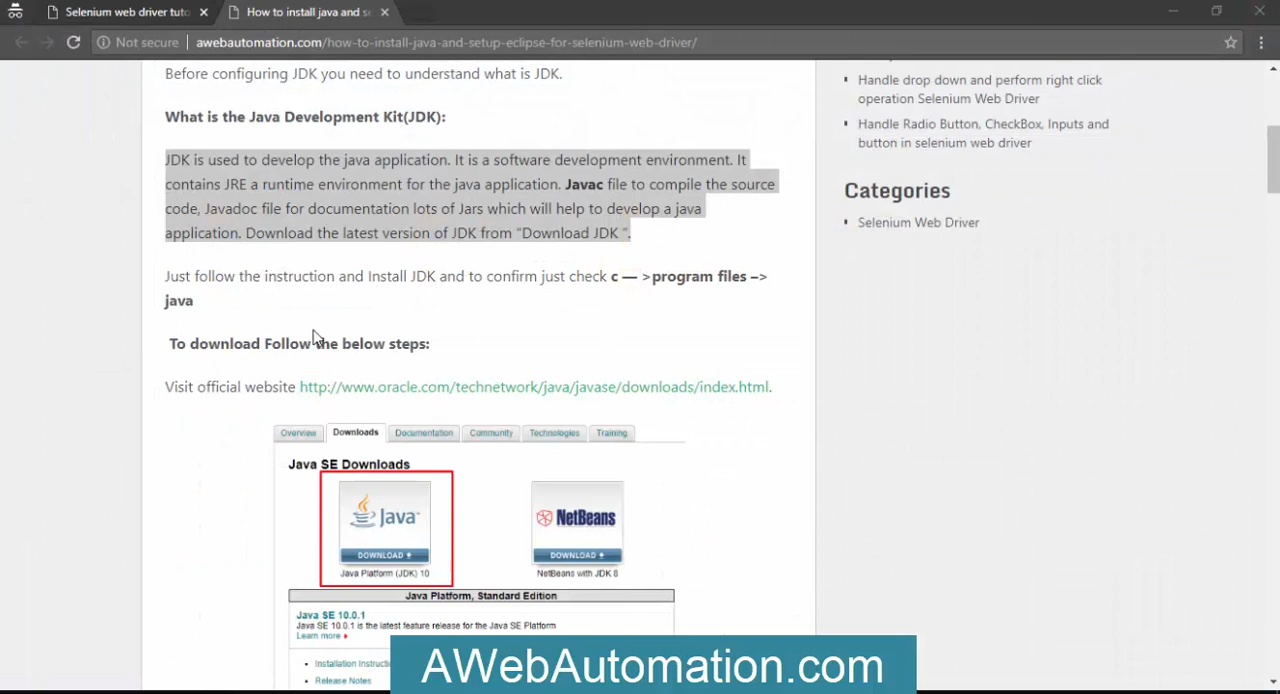 Selenium web driver tuto
How to install java and s
Not secure
awebautomation.com/how-to-install-java-and-setup-eclipse-for-selenium-web-driver/
Before configuring JDK you need to understand what is JDK.
What is the Java Development Kit(JDK):
JDK is used to develop the java application. It is a software development environment. It
contains JRE a runtime environment for the java application. Javac file to compile the source
code, Javadoc file for documentation lots of Jars which will help to develop a java
application. Download the latest version of JDK from "Download JDK ".
Just follow the instruction and Install JDK and to confirm just check c — >program files –>
java
To download Follow the below steps:
Visit official website http://www.oracle.com/technetwork/java/javase/downloads/index.html.
Overview
Downloads
Documentation
Community
Technologies
Training
Java SE Downloads
Java
DOWNLOAD
Java Platform (JDK) 10
NetBeans
DOWNLOAD
NetBeans with JDK 8
Java Platform, Standard Edition
Java SE 10.0.1
Java SE 10.0.1 is the latest feature release for the Java SE Platform
Learn more
Installation Instructi
Release Notes
Handle drop down and perform right click
operation Selenium Web Driver
Handle Radio Button, CheckBox, Inputs and
button in selenium web driver
Categories
Selenium Web Driver
AWebAutomation.com